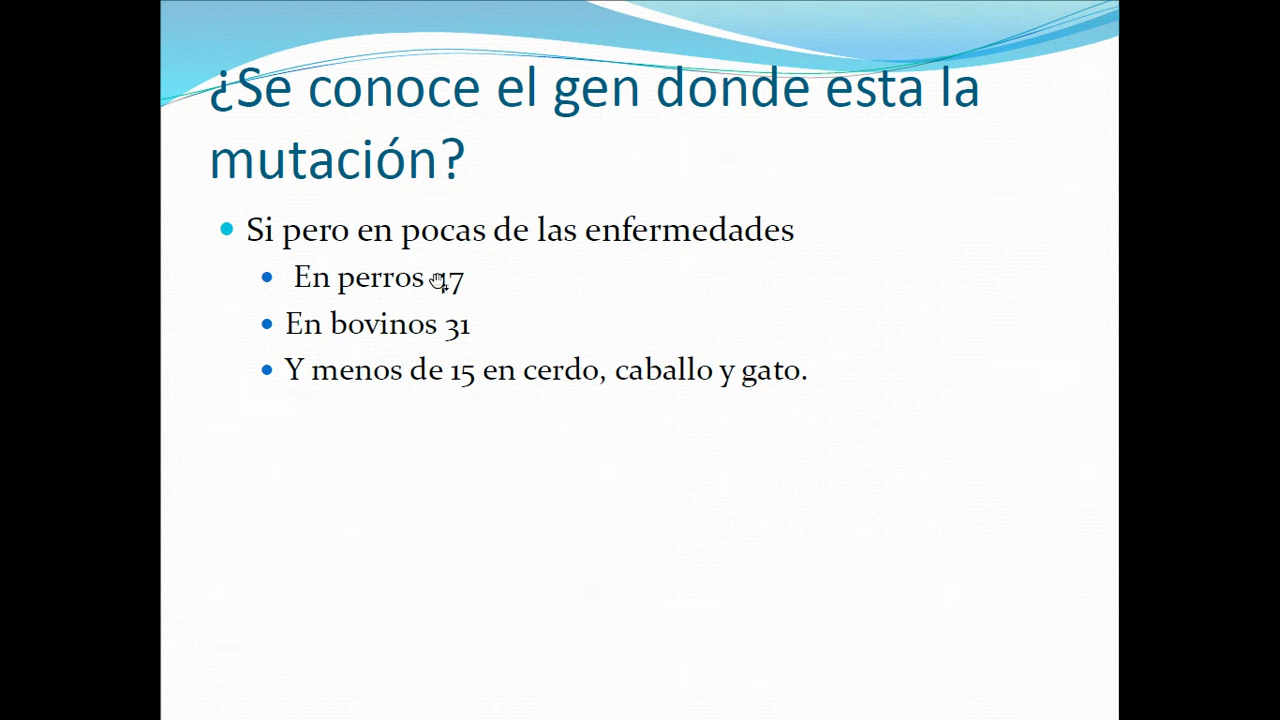 ¿Se conoce el gen donde esta la
mutación?
Si pero en pocas de las enfermedades
En perros
En bovinos 31
Y menos de 15 en cerdo, caballo y gato.